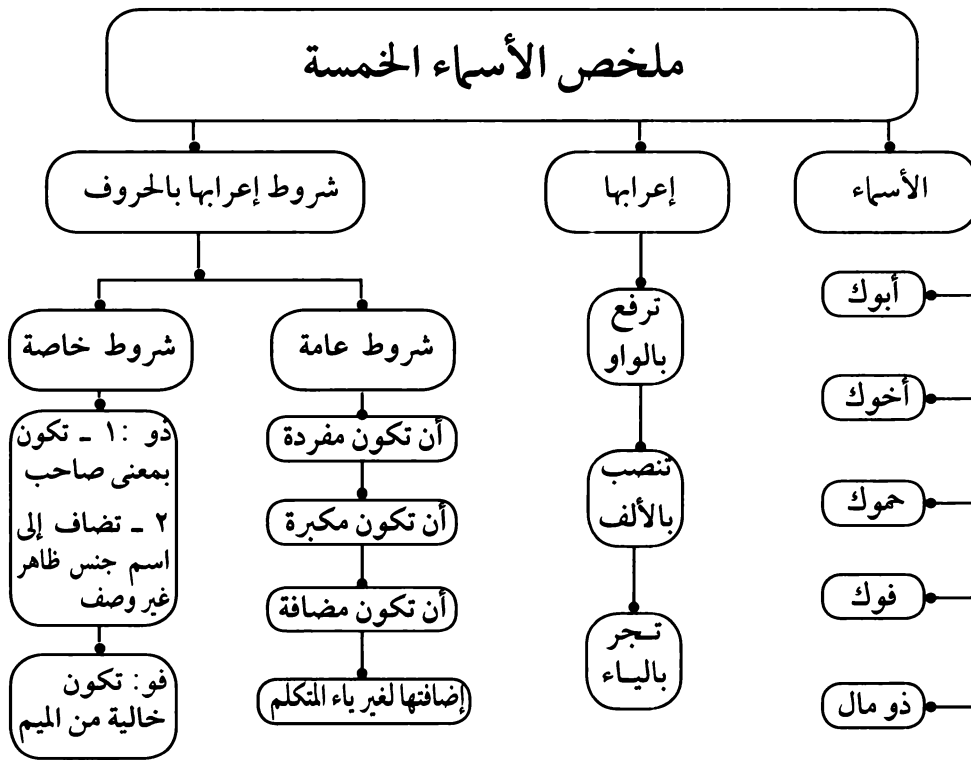 ملخص الأسماء الخمسة
الأسماء
أبوك
أخوك
حموك
فوك
ذو مال
إعرابها
ترفع
بالواو
تنصب
بالألف
تـجر
باليـاء
شروط إعرابها بالحروف
شروط عامة
أن تكون مفردة
أن تكون مكبرة
أن تكون مضافة
إضافتها لغير ياء المتكلم
شروط خاصة
ذو : ١ - تكون
بمعنى صاحب
٢ - تضاف إلى
اسم جنس ظاهر
غير وصف
فو: تكون
خالية من الميم